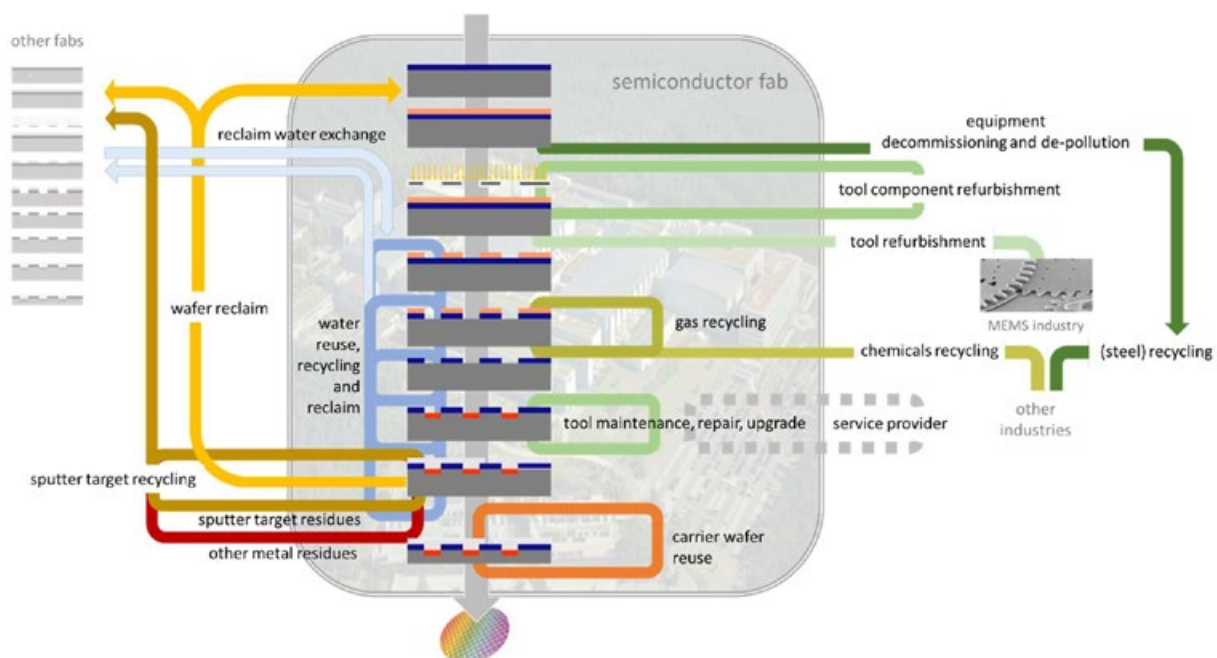 other fabs
semiconductor fab
equipment
decommissioning and de-pollution
reclaim water exchange
tool component refurbishment
tool refurbishment
MEMS industry
wafer reclaim
water
reuse,
recycling
and
reclaim
gas recycling
chemicals recycling
(steel) recycling
other
industries
tool maintenance, repair, upgrade
service provider
sputter target recycling
sputter target residues
other metal residues
carrier wafer
reuse